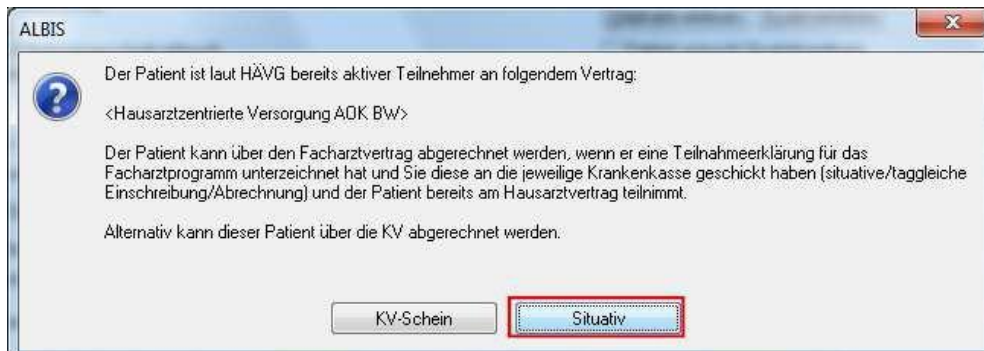 ALBIS
Der Patient ist laut HÄVG bereits aktiver Teilnehmer an folgendem Vertrag:
<Hausarztzentrierte Versorgung AOK BW>
Der Patient kann über den Facharztvertrag abgerechnet werden, wenn er eine Teilnahmeerklärung für das
Facharztprogramm unterzeichnet hat und Sie diese an die jeweilige Krankenkasse geschickt haben (situative/taggleiche
Einschreibung/Abrechnung) und der Patient bereits am Hausarztvertrag teilnimmt.
Alternativ kann dieser Patient über die KV abgerechnet werden.
KV-Schein
Situativ